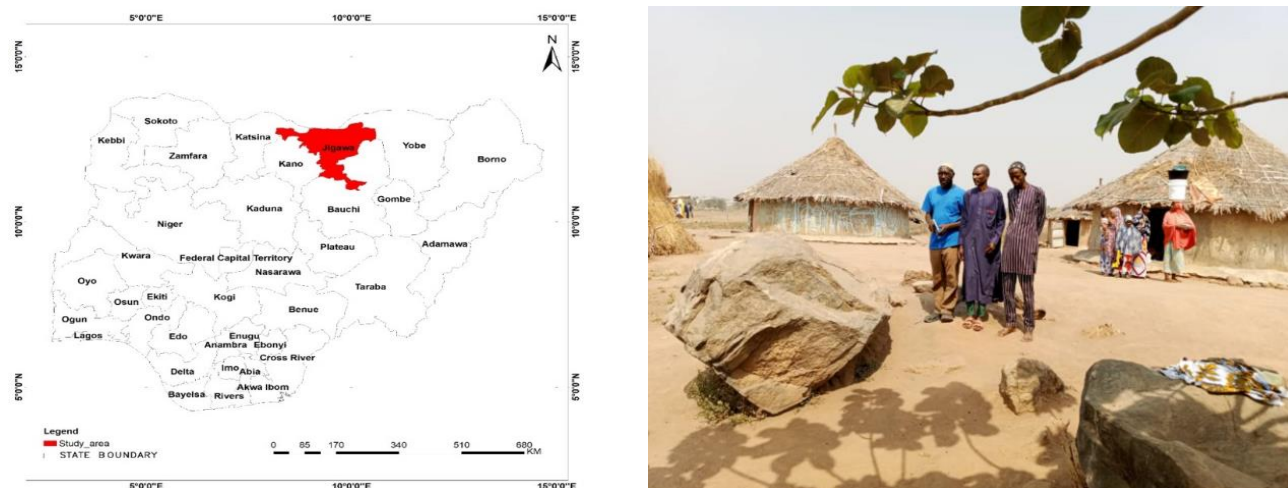 5°0'0"E 10°0'0"E 15°0'0"E
15°0'0"N 15°0'0"N
N
Sokoto
Kebbi
Zamfara
Katsina
Kano
Jigawa
Yobe
Borno
Kaduna
Bauchi
Gombe
Niger
10°0'0"N 10°0'0"N
Plateau
Adamawa
Kwara
Federal Capital Territory
Nasarawa
Oyo
Taraba
Osun
Ekiti
Kogi
Benue
Ogun
Ondo
Lagos
Edo
Enugu
Anambra
Ebonyi
Cross River
Delta
Imo
Abia
5°0'0"N 5°0'0"N
Akwa Ibom
Bayelsa
Rivers
Legend
Study_area
STATE BOUNDARY
0 85 170 340 510 680
KM
5°0'0"E 10°0'0"E 15°0'0"E